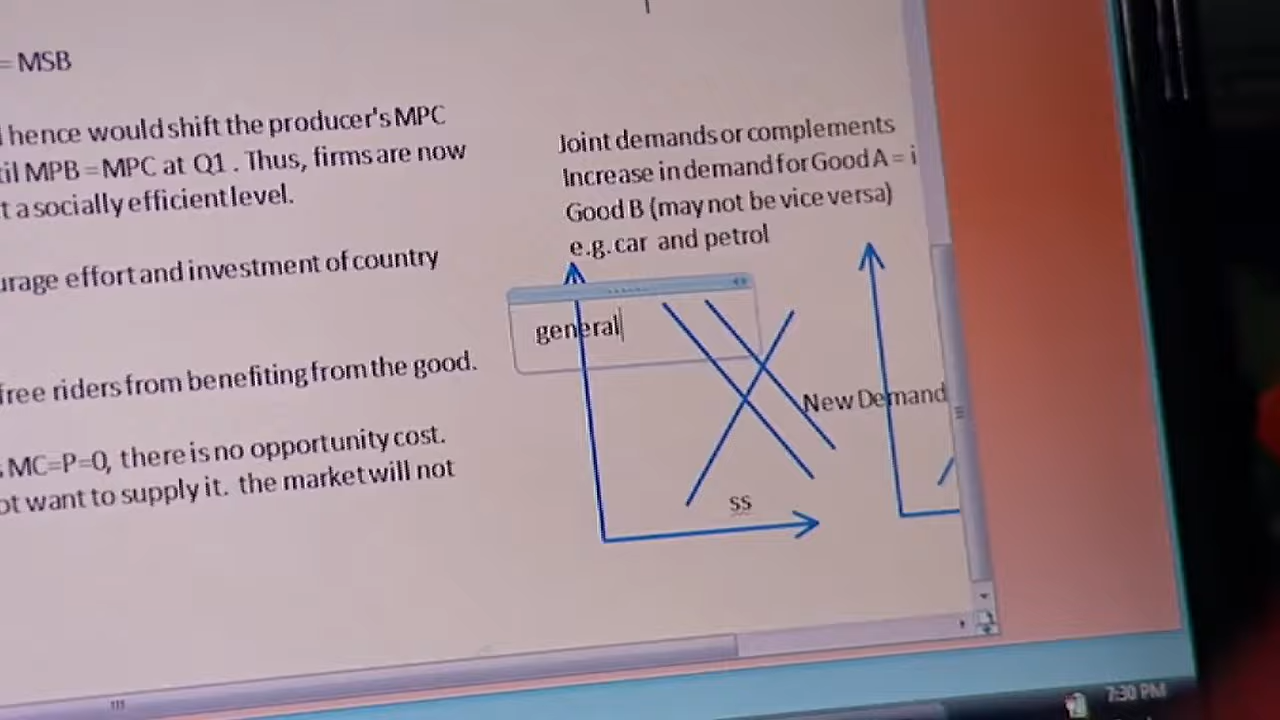 = MSB
hence would shift the producer's MPC
til MPB = MPC at Q1 . Thus, firms are now
t a socially efficient level.
urage effort and investment of country
free riders from benefiting from the good.
s MC=P=0, there is no opportunity cost.
ot want to supply it. the market will not
Joint demands or complements
Increase in demand for Good A = i
Good B (may not be vice versa)
e.g. car and petrol
general
New Demand
SS
7:30 PM